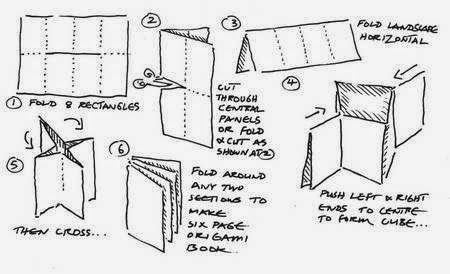 1 FOLD 8 RECTANGLES
2
CUT
THROUGH
CENTRAL
PANELS
OR FOLD
& CUT AS
SHOWN AT 2)
3
FOLD LANDSCAPE
HORIZONTAL
4
PUSH LEFT & RIGHT
ENDS TO CENTRE
TO FORM CUBE...
5
THEN CROSS...
6
FOLD AROUND
ANY TWO
SECTIONS TO
MAKE
SIX PAGE
ORIGAMI
BOOK.